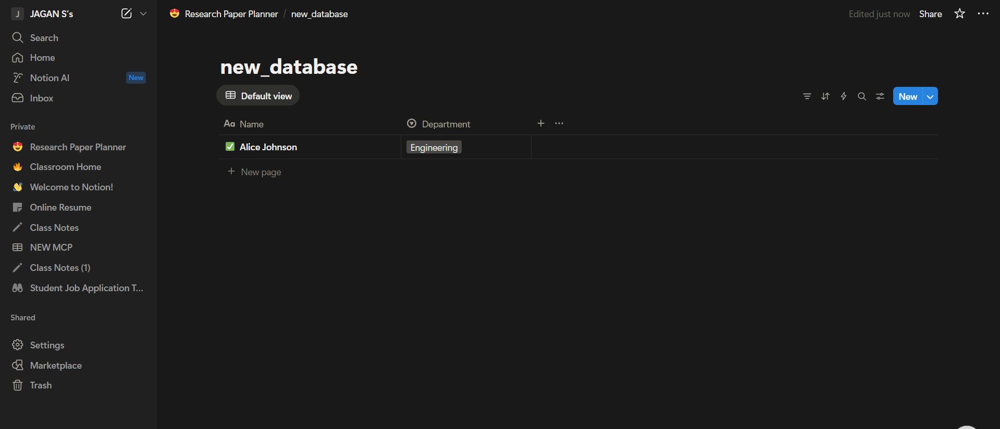 J JAGAN S's
Search
Home
Notion AI New
Inbox
Private
Research Paper Planner
Classroom Home
Welcome to Notion!
Online Resume
Class Notes
NEW MCP
Class Notes (1)
Student Job Application T...
Shared
Settings
Marketplace
Trash
Research Paper Planner / new_database
Edited just now Share
new_database
Default view
New
Aa Name Department
Alice Johnson Engineering
New page